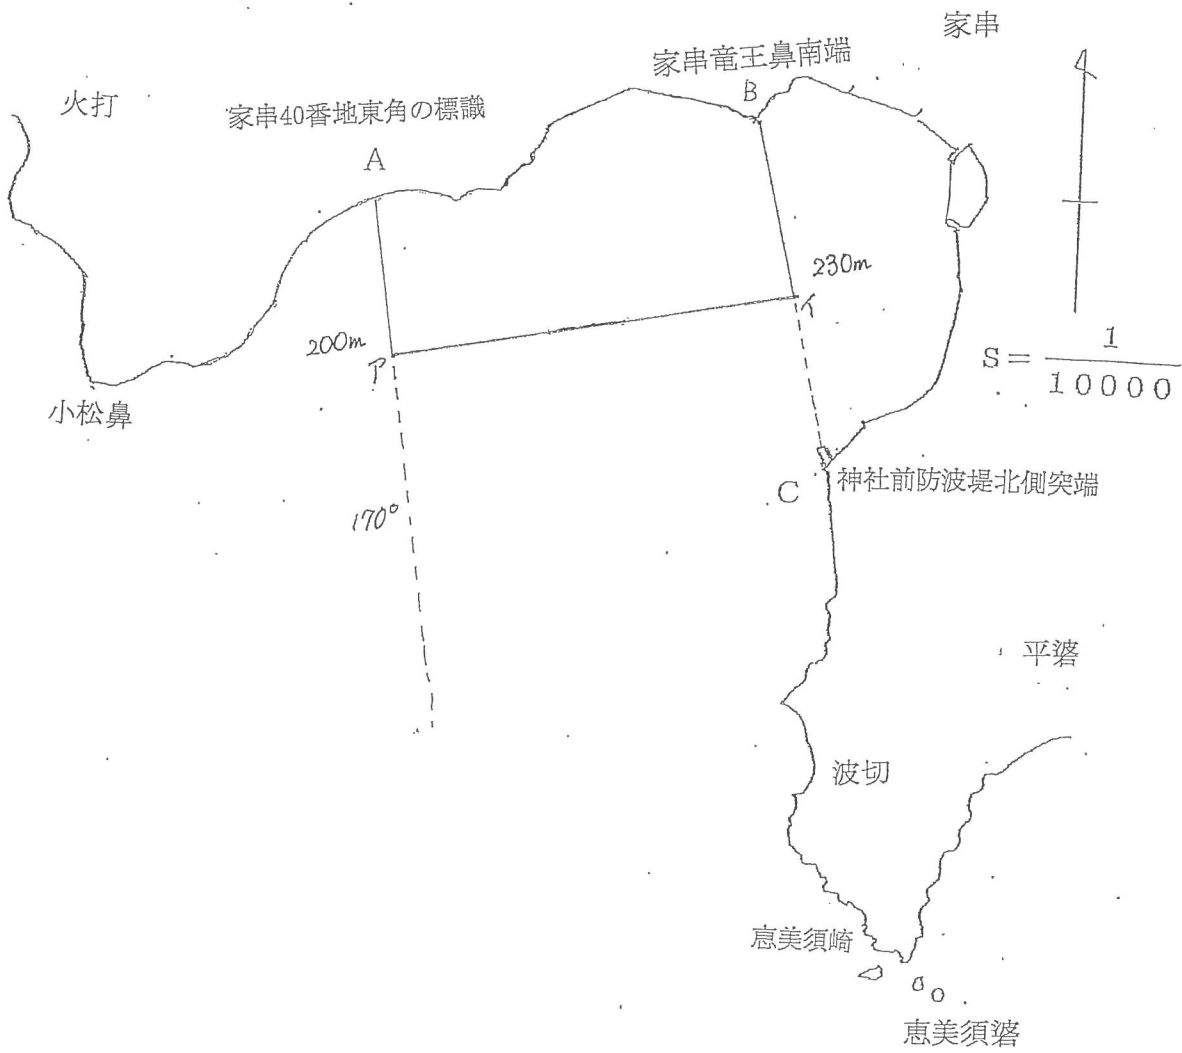 家串
家串竜王鼻南端
B
火打
家串40番地東角の標識
A
230m
イ
200m
ア
S=1/10000
小松鼻
C
神社前防波堤北側突端
170°
平碆
波切
恵美須崎
恵美須碆